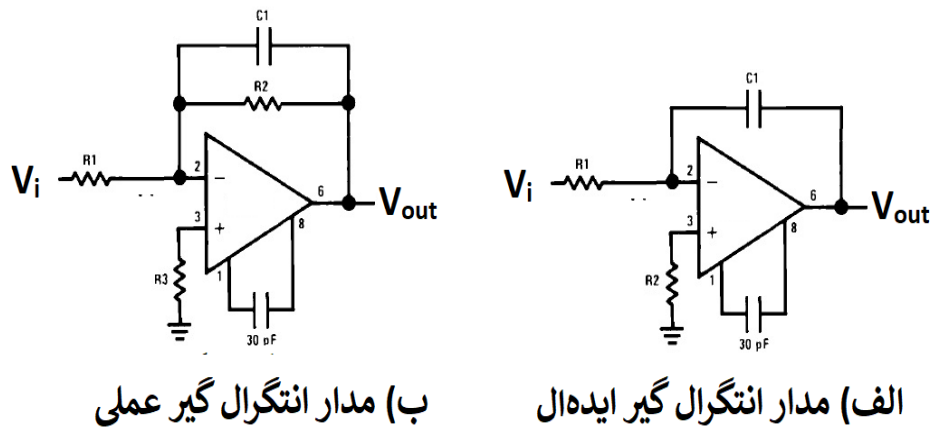 C1
R2
R1
2
Vi
−
6
Vout
3
+
8
R3
1
30 pF
C1
R1
2
Vi
−
6
Vout
3
+
8
R2
1
30 pF
الف) مدار انتگرال گیر ایده‌ال
ب) مدار انتگرال گیر عملی